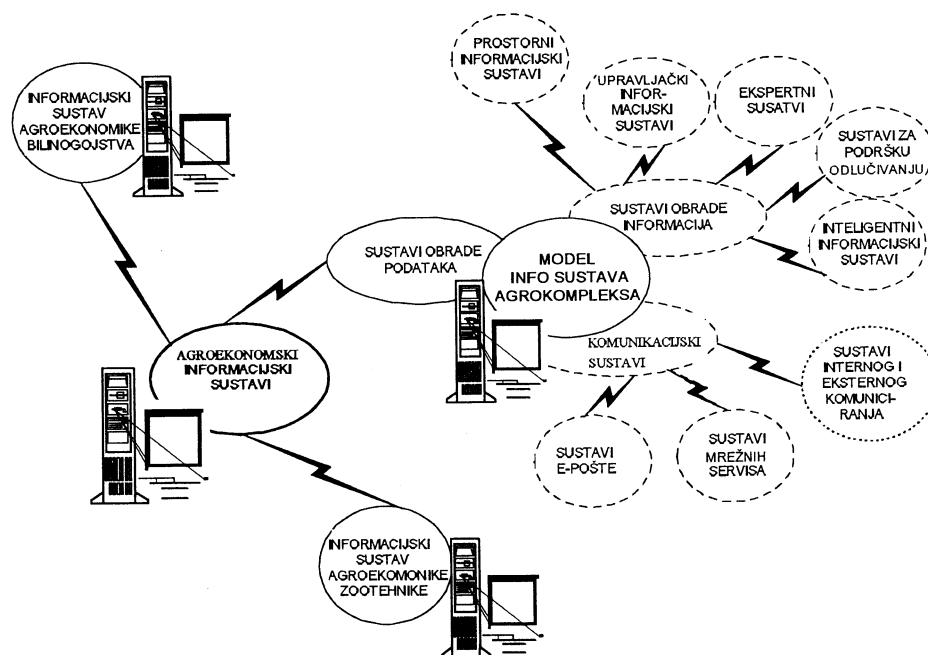 PROSTORNI
INFORMACIJSKI
SUSTAVI
UPRAVLJAČKI
INFOR-
MACIJSKI
SUSTAVI
EKSPERTNI
SUSATVI
SUSTAVI ZA
PODRŠKU
ODLUČIVANJU
INFORMACIJSKI
SUSTAV
AGROEKONOMIKE
BILINOGOJSTVA
SUSTAVI OBRADE
INFORMACIJA
INTELIGENTNI
INFORMACIJSKI
SUSTAVI
SUSTAVI OBRADE
PODATAKA
MODEL
INFO SUSTAVA
AGROKOMPLEKSA
KOMUNIKACIJSKI
SUSTAVI
AGROEKONOMSKI
INFORMACIJSKI
SUSTAVI
SUSTAVI
INTERNOG I
EKSTERNOG
KOMUNICI-
RANJA
SUSTAVI
E-POŠTE
SUSTAVI
MREŽNIH
SERVISA
INFORMACIJSKI
SUSTAV
AGROEKOMONIKE
ZOOTEHNIKE